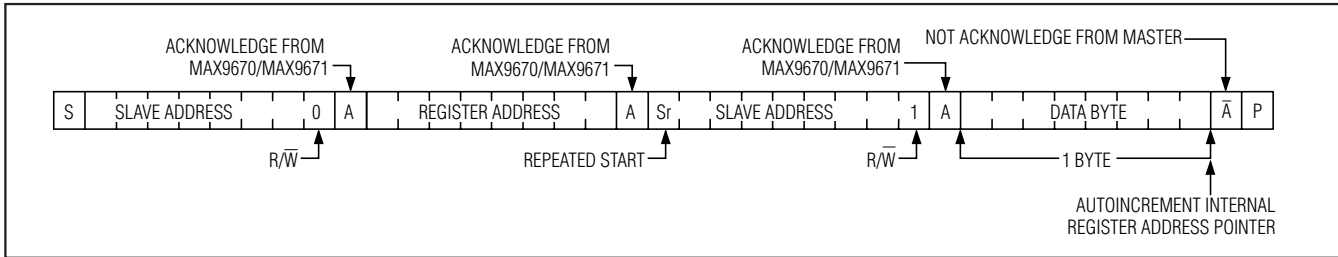 ACKNOWLEDGE FROM
MAX9670/MAX9671
ACKNOWLEDGE FROM
MAX9670/MAX9671
ACKNOWLEDGE FROM
MAX9670/MAX9671
NOT ACKNOWLEDGE FROM MASTER
S SLAVE ADDRESS 0 A REGISTER ADDRESS A Sr SLAVE ADDRESS 1 A DATA BYTE A̅ P
R/W̅
REPEATED START
R/W̅
1 BYTE
AUTOINCREMENT INTERNAL
REGISTER ADDRESS POINTER